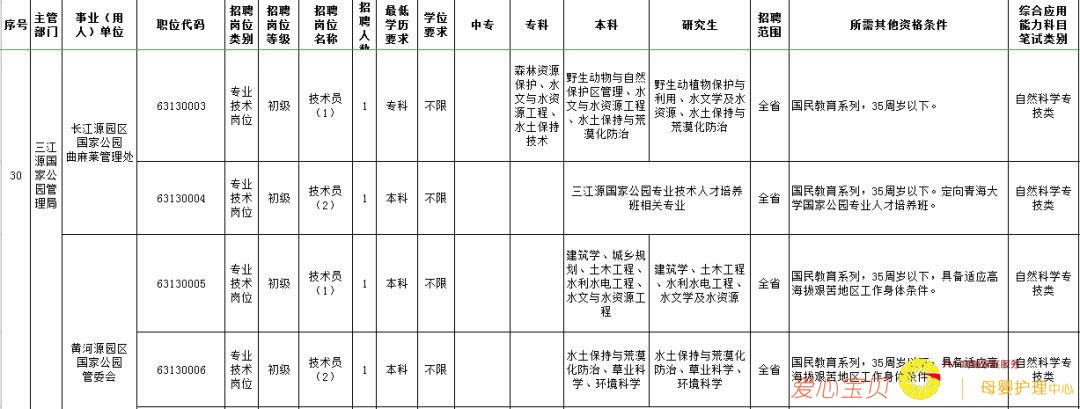 序号
主管
部门
事业（用
人）单位
职位代码
招聘
岗位
类别
招聘
岗位
等级
招聘
岗位
名称
招
聘
人
最低
学历
要求
学位
要求
中专
专科
本科
研究生
招聘
范围
所需其他资格条件
综合应用
能力科目
笔试类别
30
三江
源国
家公
园管
理局
长江源园区
国家公园
曲麻莱管理处
63130003
专业
技术
岗位
初级
技术员
（1）
1
专科
不限
森林资源
保护、水
文与水资
源工程、
水土保持
技术
野生动物与自然
保护区管理、水
文与水资源工程
、水土保持与荒
漠化防治
野生动植物保护与
利用、水文学及水
资源、水土保持与
荒漠化防治
全省
国民教育系列，35周岁以下。
自然科学专
技类
63130004
专业
技术
岗位
初级
技术员
（2）
1
本科
不限
三江源国家公园专业技术人才培养
班相关专业
全省
国民教育系列，35周岁以下。定向青海大
学国家公园专业人才培养班。
自然科学专
技类
黄河源园区
国家公园
管委会
63130005
专业
技术
岗位
初级
技术员
（1）
1
本科
不限
建筑学、城乡规
划、土木工程、
水利水电工程、
水文与水资源工
程
建筑学、土木工程
、水利水电工程、
水文学及水资源
全省
国民教育系列，35周岁以下，具备适应高
海拔艰苦地区工作身体条件。
自然科学专
技类
63130006
专业
技术
岗位
初级
技术员
（2）
1
本科
不限
水土保持与荒漠
化防治、草业科
学、环境科学
水土保持与荒漠化
防治、草业科学
、环境科学
全省
国民教育系列，35周岁以下，具备适应高
海拔艰苦地区工作身体条件
自然科学专
技类
爱心宝贝
母婴护理中心